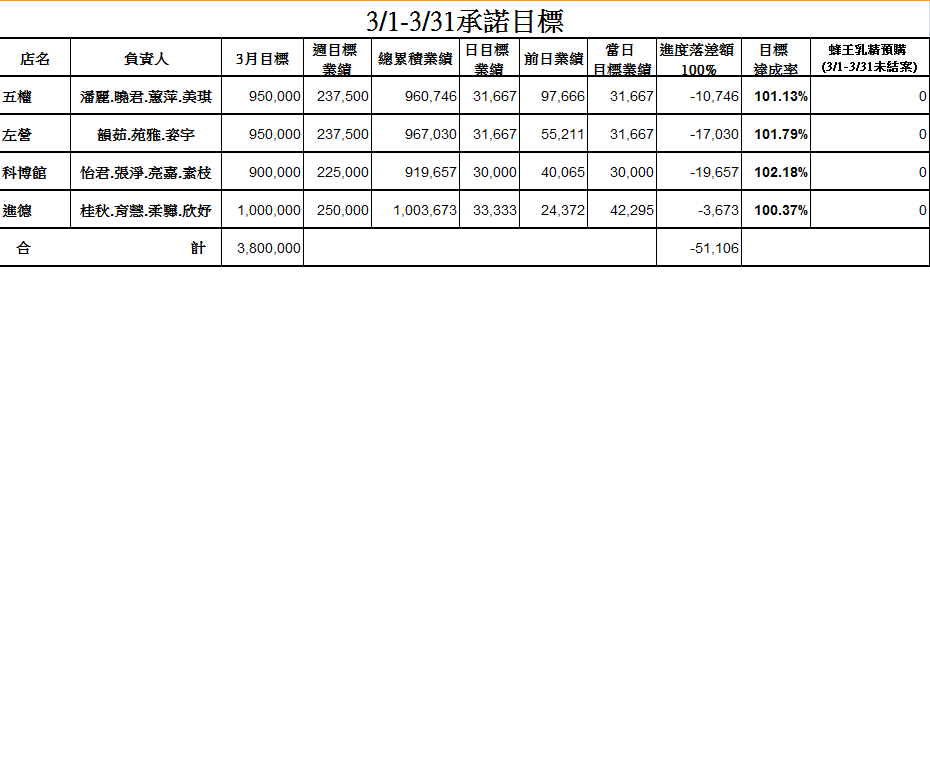 3/1-3/31承諾目標
店名 負責人 3月目標 週目標業績 總累積業績 日目標業績 前日業績 當日目標業績 進度落差額100% 目標達成率 蜂王乳精預購(3/1-3/31未結案)
五權 潘麗.曉君.蕙萍.美琪 950,000 237,500 960,746 31,667 97,666 31,667 -10,746 101.13% 0
左營 韻茹.苑雅.姿宇 950,000 237,500 967,030 31,667 55,211 31,667 -17,030 101.79% 0
科博館 怡君.張淨.亮嘉.素枝 900,000 225,000 919,657 30,000 40,065 30,000 -19,657 102.18% 0
進德 桂秋.育慧.柔驊.欣妤 1,000,000 250,000 1,003,673 33,333 24,372 42,295 -3,673 100.37% 0
合 計 3,800,000 -51,106